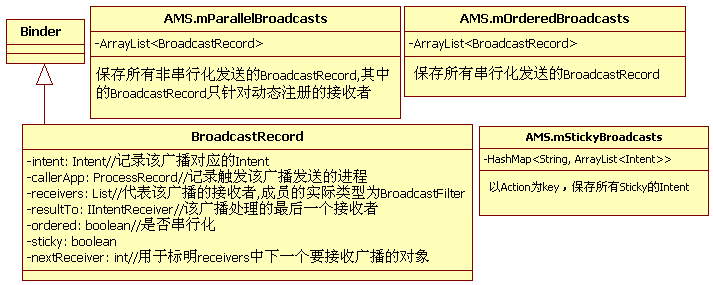 Binder
AMS.mParallelBroadcasts
-ArrayList<BroadcastRecord>
保存所有非串行化发送的BroadcastRecord,其中
的BroadcastRecord只针对动态注册的接收者
AMS.mOrderedBroadcasts
-ArrayList<BroadcastRecord>
保存所有串行化发送的BroadcastRecord
BroadcastRecord
-intent: Intent//记录该广播对应的Intent
-callerApp: ProcessRecord//记录触发该广播发送的进程
-receivers: List//代表该广播的接收者,成员的实际类型为BroadcastFilter
-resultTo: IIntentReceiver//该广播处理的最后一个接收者
-ordered: boolean//是否串行化
-sticky: boolean
-nextReceiver: int//用于标明receivers中下一个要接收广播的对象
AMS.mStickyBroadcasts
-HashMap<String, ArrayList<Intent>>
以Action为key，保存所有Sticky的Intent